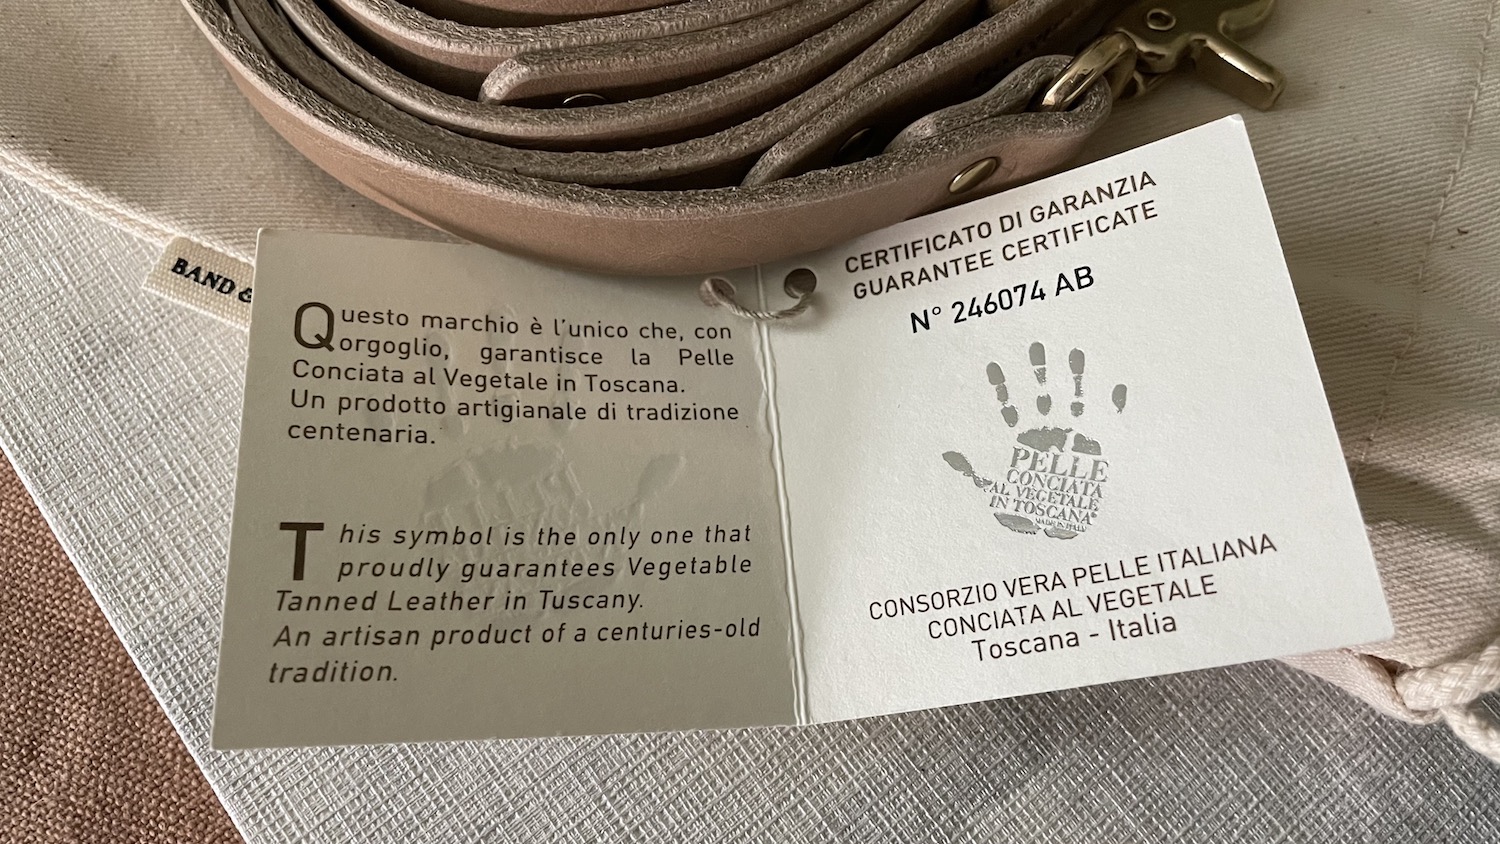 BAND &
Questo marchio è l'unico che, con
orgoglio, garantisce la Pelle
Conciata al Vegetale in Toscana.
Un prodotto artigianale di tradizione
centenaria.
This symbol is the only one that
proudly guarantees Vegetable
Tanned Leather in Tuscany.
An artisan product of a centuries-old
tradition.
CERTIFICATO DI GARANZIA
GUARANTEE CERTIFICATE
N° 246074 AB
PELLE
CONCIATA
AL VEGETALE
IN TOSCANA®
MADE IN ITALY
CONSORZIO VERA PELLE ITALIANA
CONCIATA AL VEGETALE
Toscana - Italia